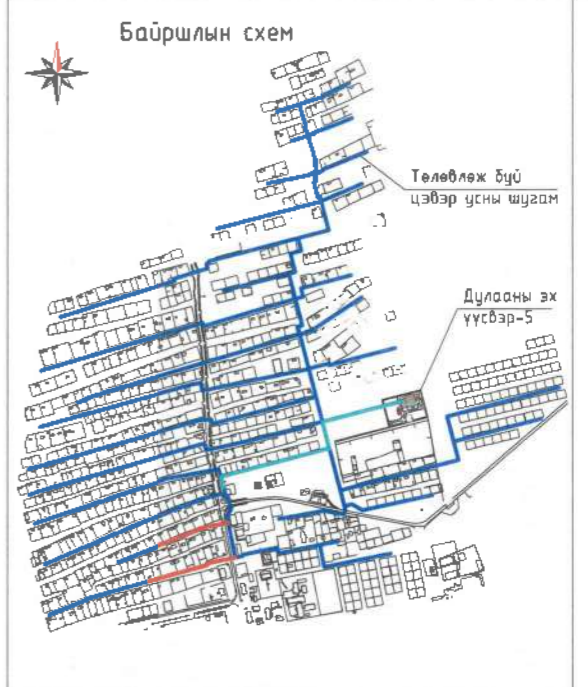 Байршлын схем
Төлөвлөж буй
цэвэр усны шугам
Дулааны эх
үүсвэр-5